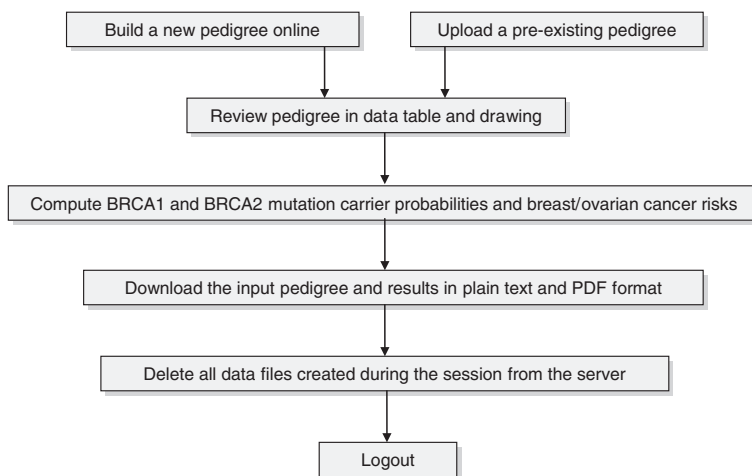 Build a new pedigree online
Upload a pre-existing pedigree
Review pedigree in data table and drawing
Compute BRCA1 and BRCA2 mutation carrier probabilities and breast/ovarian cancer risks
Download the input pedigree and results in plain text and PDF format
Delete all data files created during the session from the server
Logout